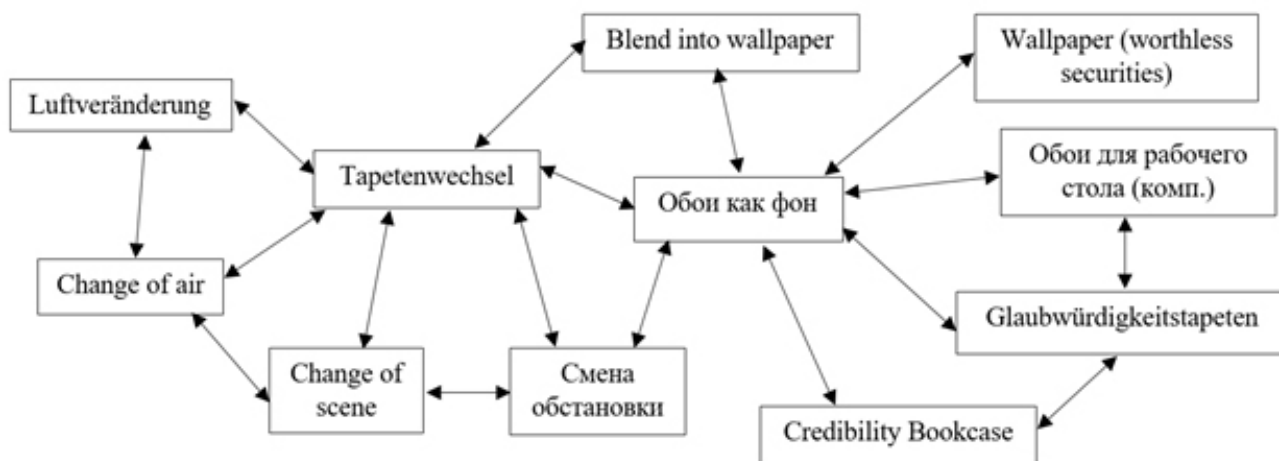 Blend into wallpaper
Wallpaper (worthless
securities)
Luftveränderung
Tapetenwechsel
Обои как фон
Обои для рабочего
стола (комп.)
Change of air
Glaubwürdigkeitstapeten
Change of
scene
Смена
обстановки
Credibility Bookcase